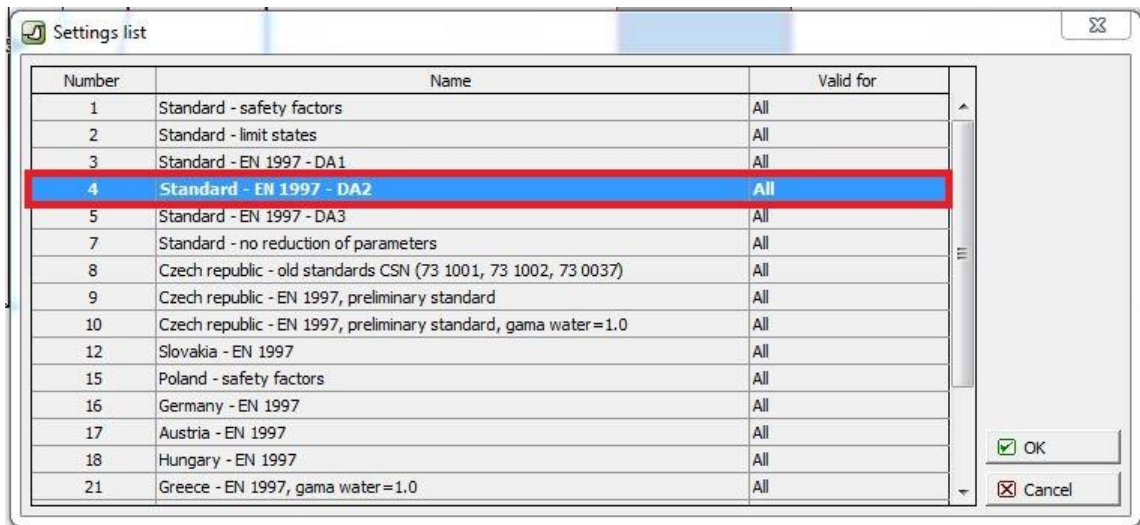 Settings list
Number Name Valid for
1 Standard - safety factors All
2 Standard - limit states All
3 Standard - EN 1997 - DA1 All
4 Standard - EN 1997 - DA2 All
5 Standard - EN 1997 - DA3 All
7 Standard - no reduction of parameters All
8 Czech republic - old standards CSN (73 1001, 73 1002, 73 0037) All
9 Czech republic - EN 1997, preliminary standard All
10 Czech republic - EN 1997, preliminary standard, gama water=1.0 All
12 Slovakia - EN 1997 All
15 Poland - safety factors All
16 Germany - EN 1997 All
17 Austria - EN 1997 All
18 Hungary - EN 1997 All
21 Greece - EN 1997, gama water=1.0 All
OK
Cancel